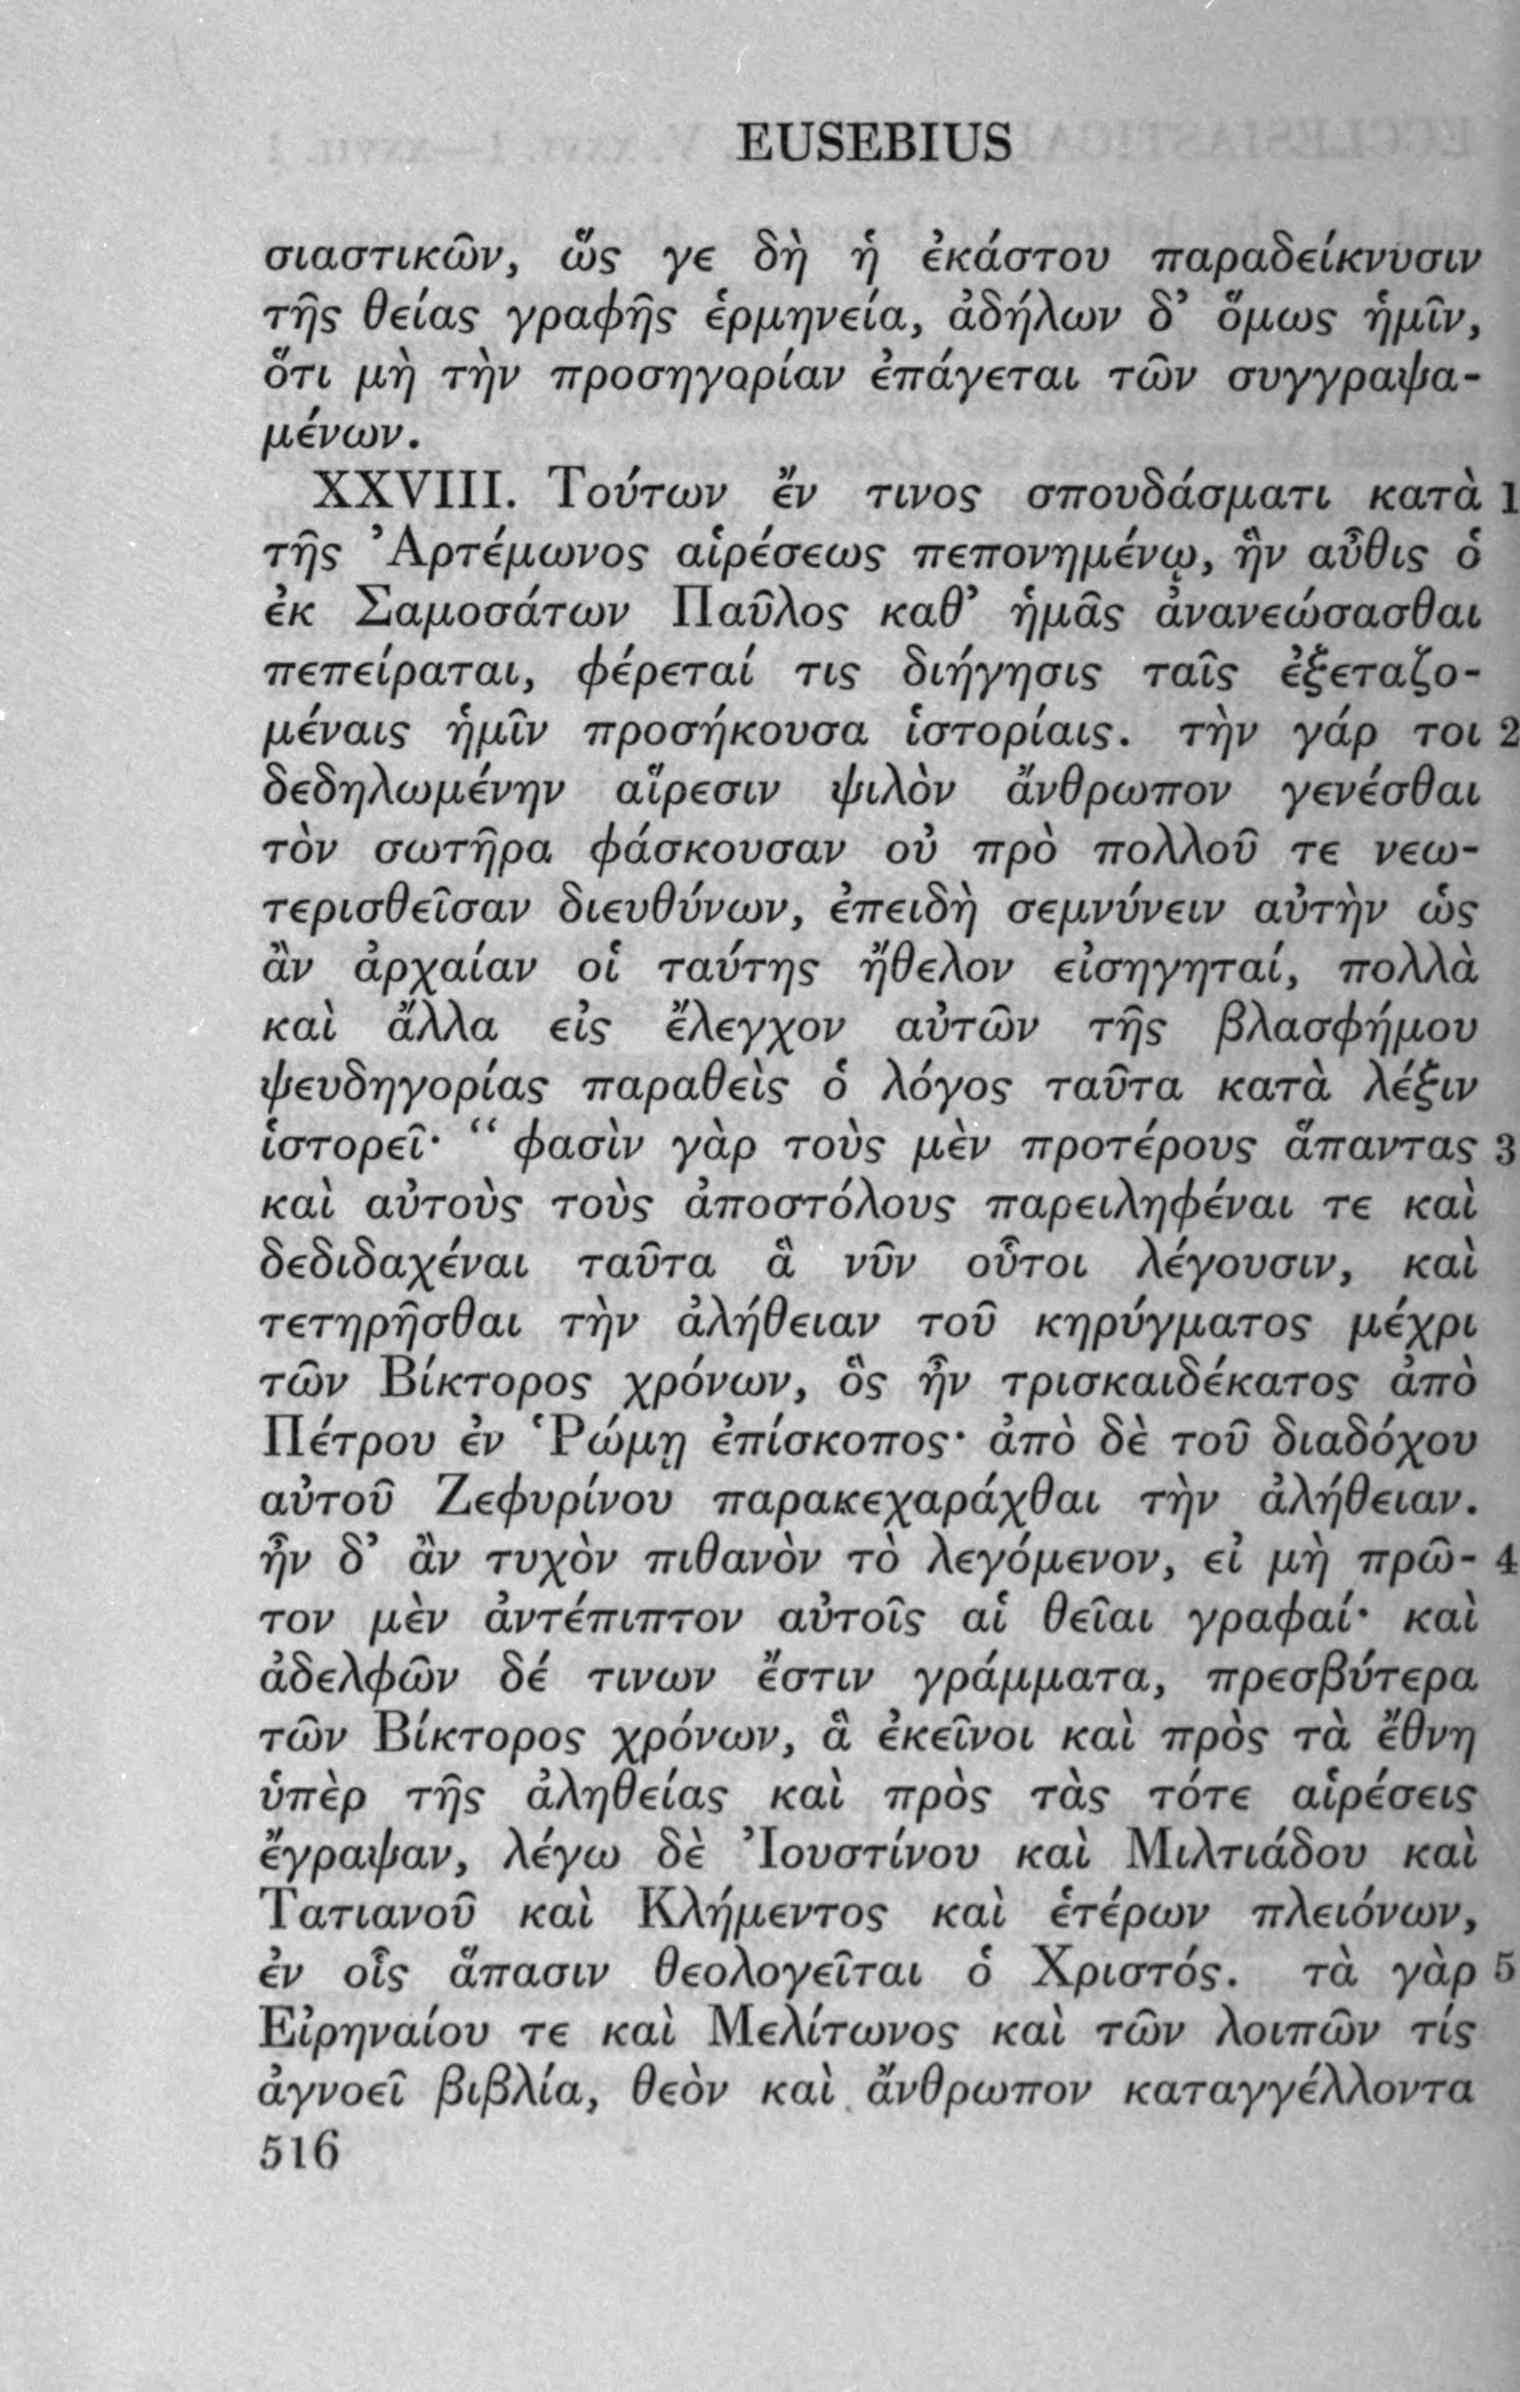 EUSEBIUS
σιαστικῶν, ὥς γε δὴ ἡ ἑκάστου παραδείκνυσιν
τῆς θείας γραφῆς ἑρμηνεία, ἀδήλων δ’ ὅμως ἡμῖν,
ὅτι μὴ τὴν προσηγορίαν ἐπάγεται τῶν συγγραψα-
μένων.
XXVIII. Τούτων ἔν τινος σπουδάσματι κατὰ 1
τῆς Ἀρτέμωνος αἱρέσεως πεπονημένῳ, ἣν αὖθις ὁ
ἐκ Σαμοσάτων Παῦλος καθ’ ἡμᾶς ἀνανεώσασθαι
πεπείραται, φέρεταί τις διήγησις ταῖς ἐξεταζο-
μέναις ἡμῖν προσήκουσα ἱστορίαις. τὴν γάρ τοι 2
δεδηλωμένην αἵρεσιν ψιλὸν ἄνθρωπον γενέσθαι
τὸν σωτῆρα φάσκουσαν οὐ πρὸ πολλοῦ τε νεω-
τερισθεῖσαν διευθύνων, ἐπειδὴ σεμνύνειν αὐτὴν ὡς
ἂν ἀρχαίαν οἱ ταύτης ἤθελον εἰσηγηταί, πολλὰ
καὶ ἄλλα εἰς ἔλεγχον αὐτῶν τῆς βλασφήμου
ψευδηγορίας παραθεὶς ὁ λόγος ταῦτα κατὰ λέξιν
ἱστορεῖ· “ φασὶν γὰρ τοὺς μὲν προτέρους ἅπαντας 3
καὶ αὐτοὺς τοὺς ἀποστόλους παρειληφέναι τε καὶ
δεδιδαχέναι ταῦτα ἃ νῦν οὗτοι λέγουσιν, καὶ
τετηρῆσθαι τὴν ἀλήθειαν τοῦ κηρύγματος μέχρι
τῶν Βίκτορος χρόνων, ὃς ἦν τρισκαιδέκατος ἀπὸ
Πέτρου ἐν Ῥώμῃ ἐπίσκοπος· ἀπὸ δὲ τοῦ διαδόχου
αὐτοῦ Ζεφυρίνου παρακεχαράχθαι τὴν ἀλήθειαν.
ἦν δ’ ἂν τυχὸν πιθανὸν τὸ λεγόμενον, εἰ μὴ πρῶ- 4
τον μὲν ἀντέπιπτον αὐτοῖς αἱ θεῖαι γραφαί· καὶ
ἀδελφῶν δέ τινων ἔστιν γράμματα, πρεσβύτερα
τῶν Βίκτορος χρόνων, ἃ ἐκεῖνοι καὶ πρὸς τὰ ἔθνη
ὑπὲρ τῆς ἀληθείας καὶ πρὸς τὰς τότε αἱρέσεις
ἔγραψαν, λέγω δὲ Ἰουστίνου καὶ Μιλτιάδου καὶ
Τατιανοῦ καὶ Κλήμεντος καὶ ἑτέρων πλειόνων,
ἐν οἷς ἅπασιν θεολογεῖται ὁ Χριστός. τὰ γὰρ 5
Εἰρηναίου τε καὶ Μελίτωνος καὶ τῶν λοιπῶν τίς
ἀγνοεῖ βιβλία, θεὸν καὶ ἄνθρωπον καταγγέλλοντα
516